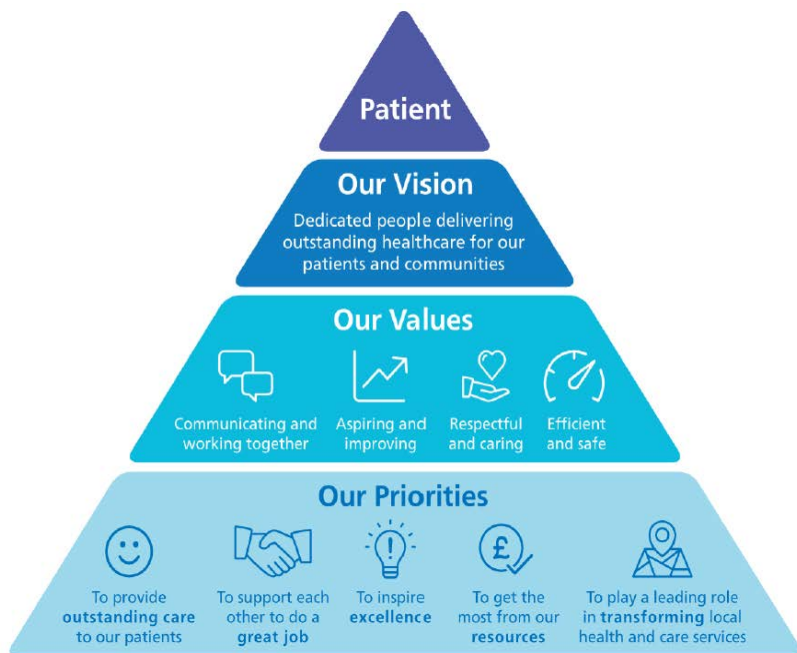 Patient
Our Vision
Dedicated people delivering
outstanding healthcare for our
patients and communities
Our Values
Communicating and
working together
Aspiring and
improving
Respectful
and caring
Efficient
and safe
Our Priorities
To provide
outstanding care
to our patients
To support each
other to do a
great job
!
To inspire
excellence
£
To get the
most from our
resources
To play a leading role
in transforming local
health and care services